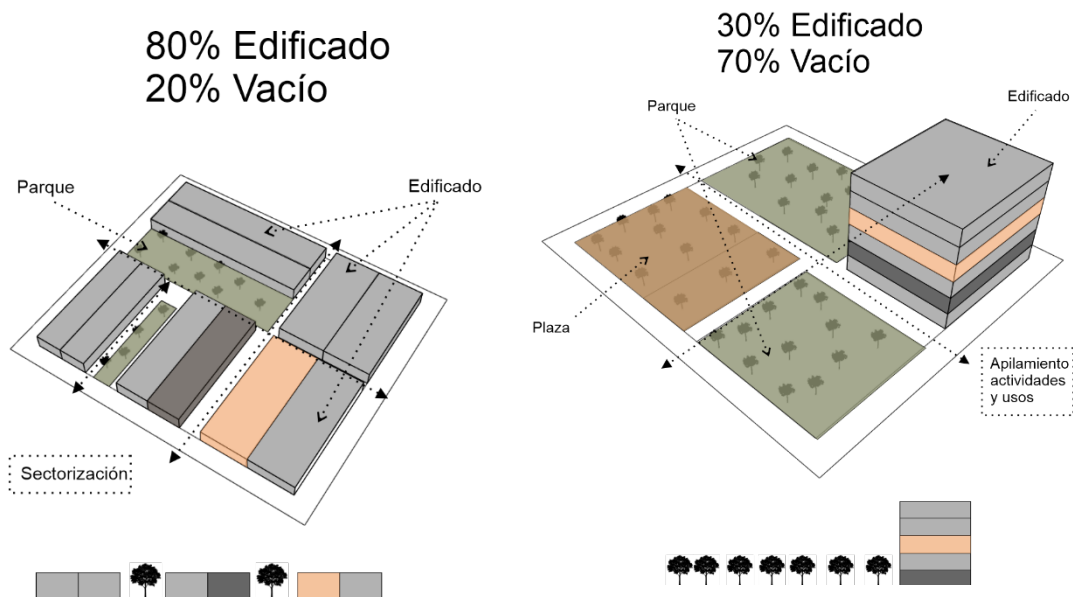 80% Edificado
20% Vacío
Parque
Edificado
Sectorización
30% Edificado
70% Vacío
Parque
Edificado
Plaza
Apilamiento
actividades
y usos